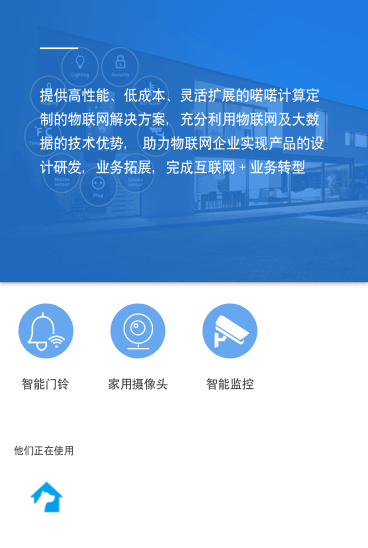 Lighting
Security
提供高性能、低成本、灵活扩展的喏喏计算定
制的物联网解决方案，充分利用物联网及大数
据的技术优势， 助力物联网企业实现产品的设
计研发，业务拓展，完成互联网 + 业务转型
Plug
智能门铃
家用摄像头
智能监控
他们正在使用